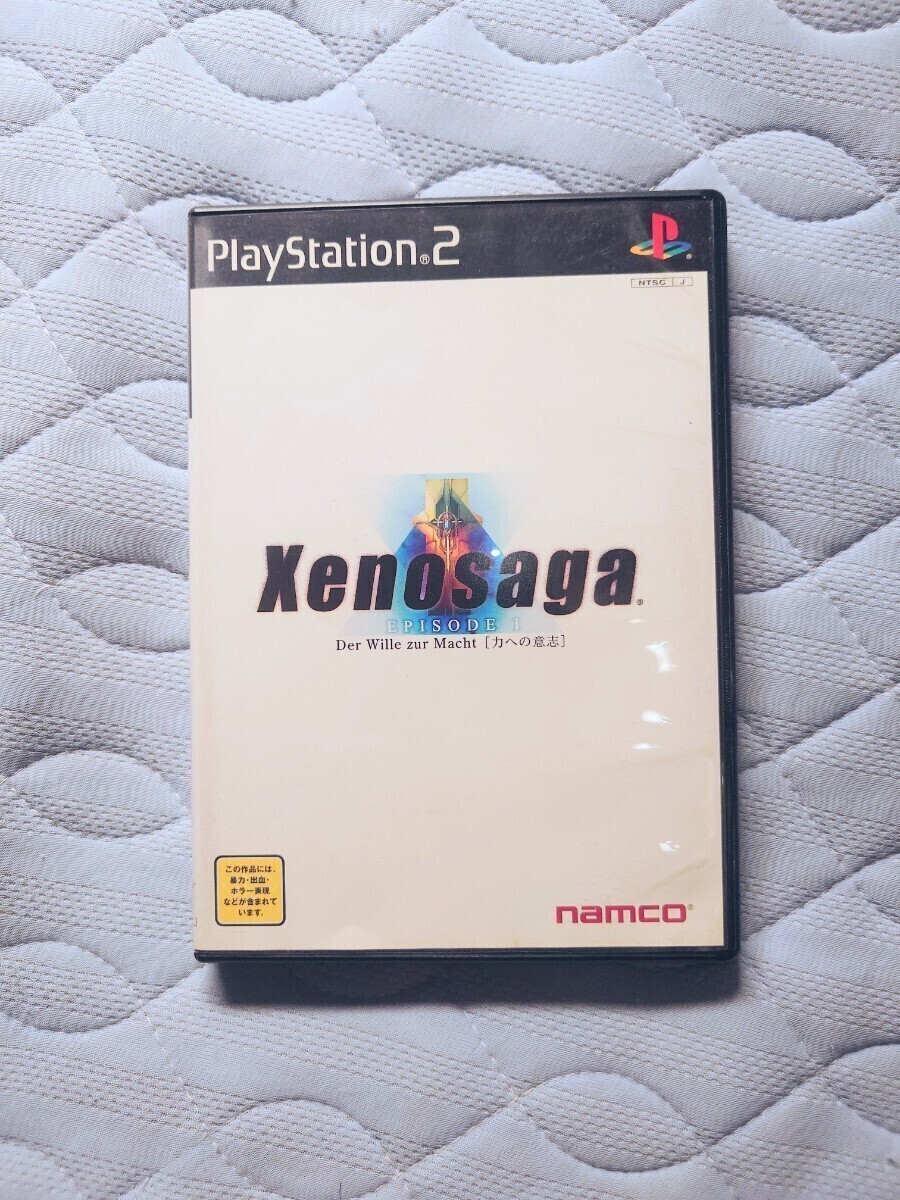 PlayStation®2
NTSC J
Xenosaga®
EPISODE I
Der Wille zur Macht [力への意志]
この作品には、
暴力・出血・
ホラー表現
などが含まれて
います。
namco®